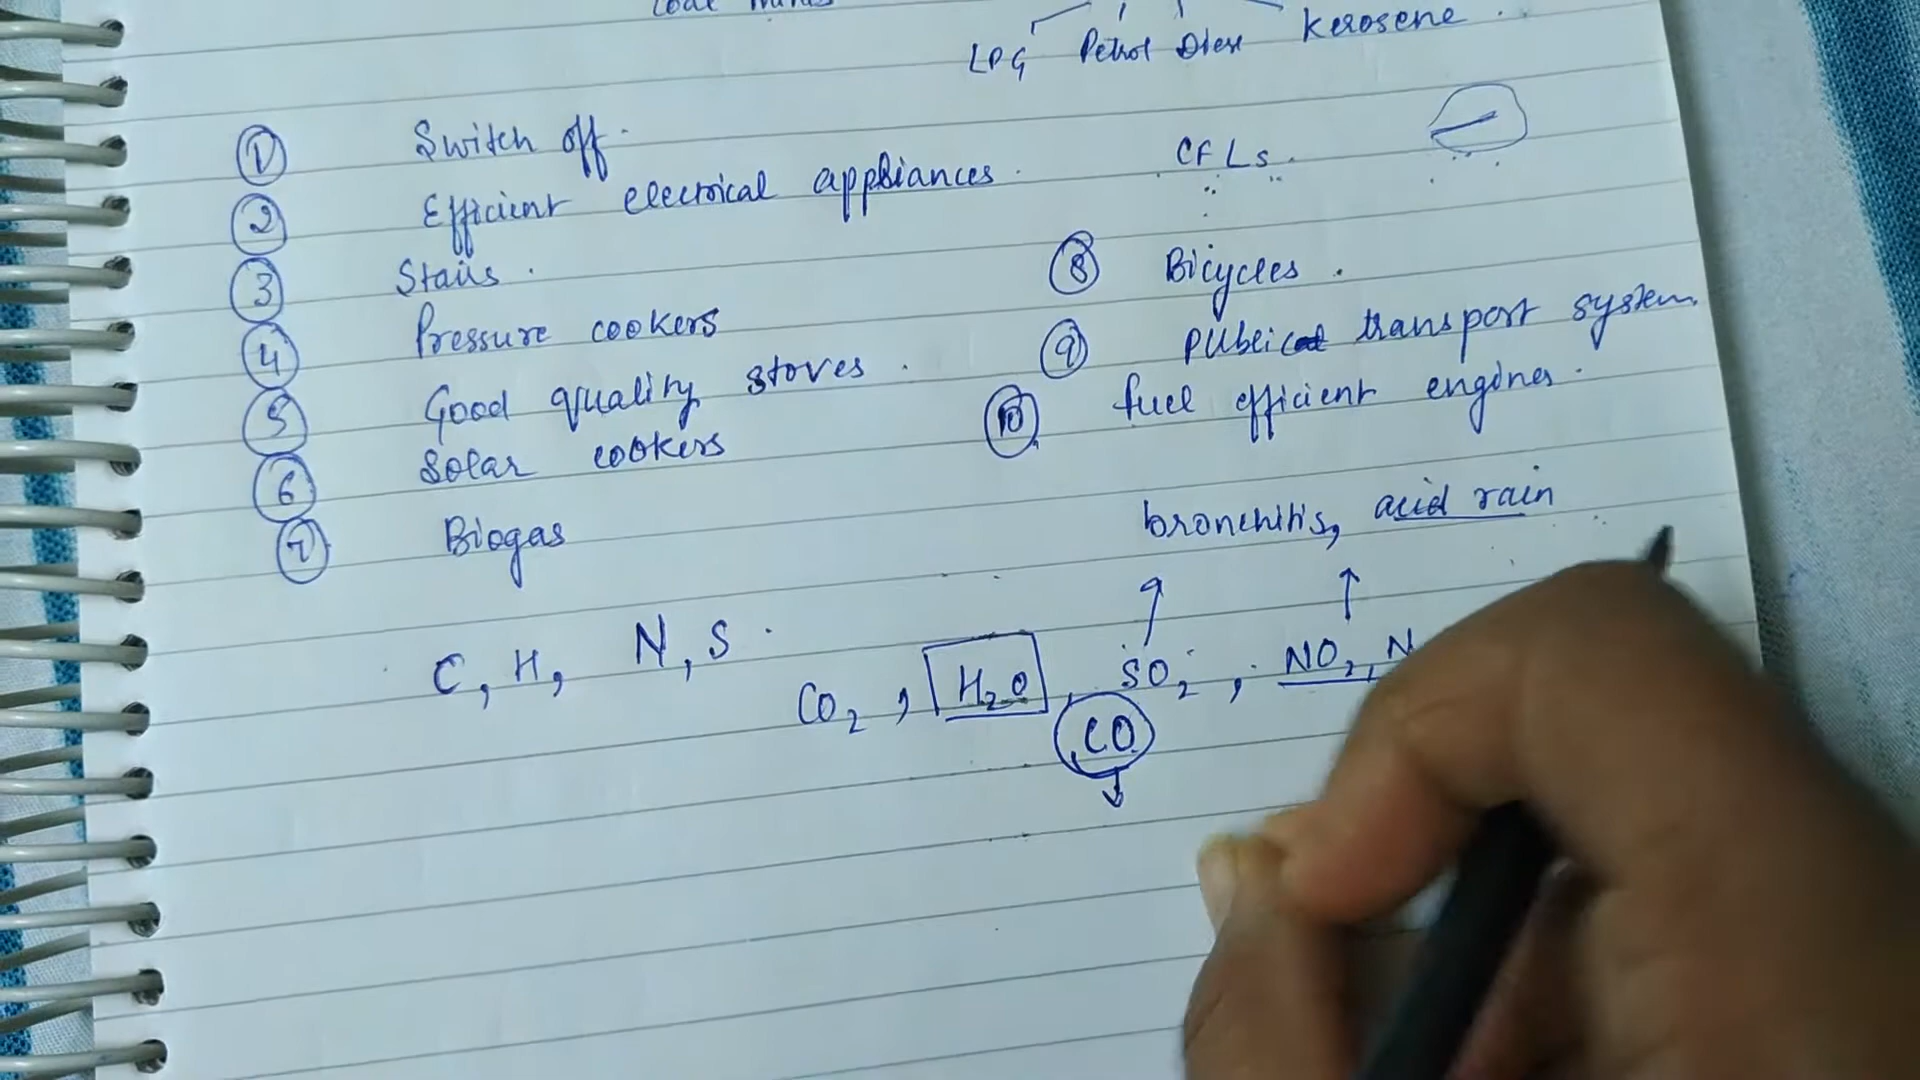 LPG Petrol Diesel Kerosene
① Switch off.
② Efficient electrical appliances. CFLs.
③ Stairs.
④ Pressure cookers
⑤ Good quality stoves.
⑥ Solar cookers
⑦ Biogas
⑧ Bicycles.
⑨ Public transport system.
⑩ fuel efficient engines.
bronchitis, acid rain
C, H, N, S.
CO₂, H₂O, SO₂, NO₂, N
CO